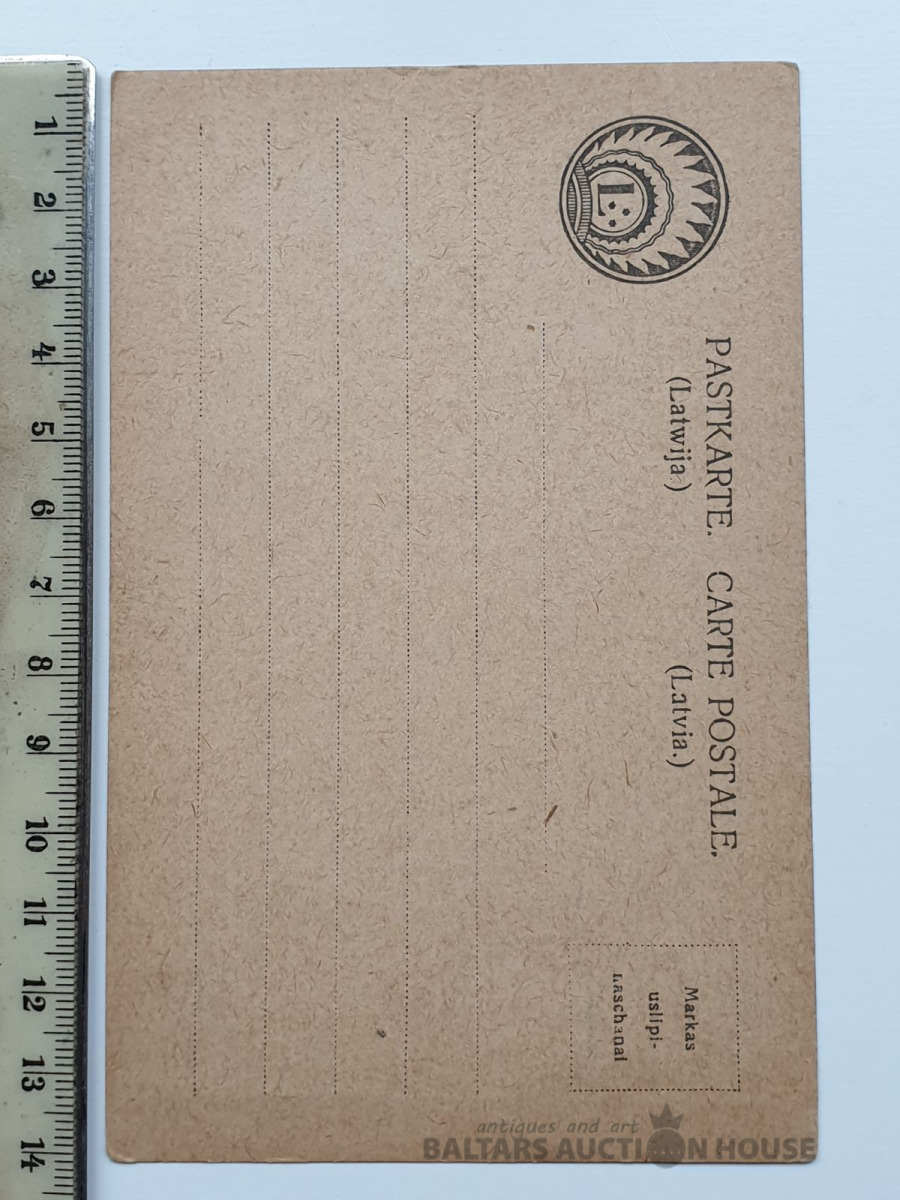 PASTKARTE. CARTE POSTALE.
(Latwija.) (Latvia.)
Markas
uslipi-
naschanai
L
1
2
3
4
5
6
7
8
9
10
11
12
13
14
antiques and art
BALTARS AUCTION HOUSE